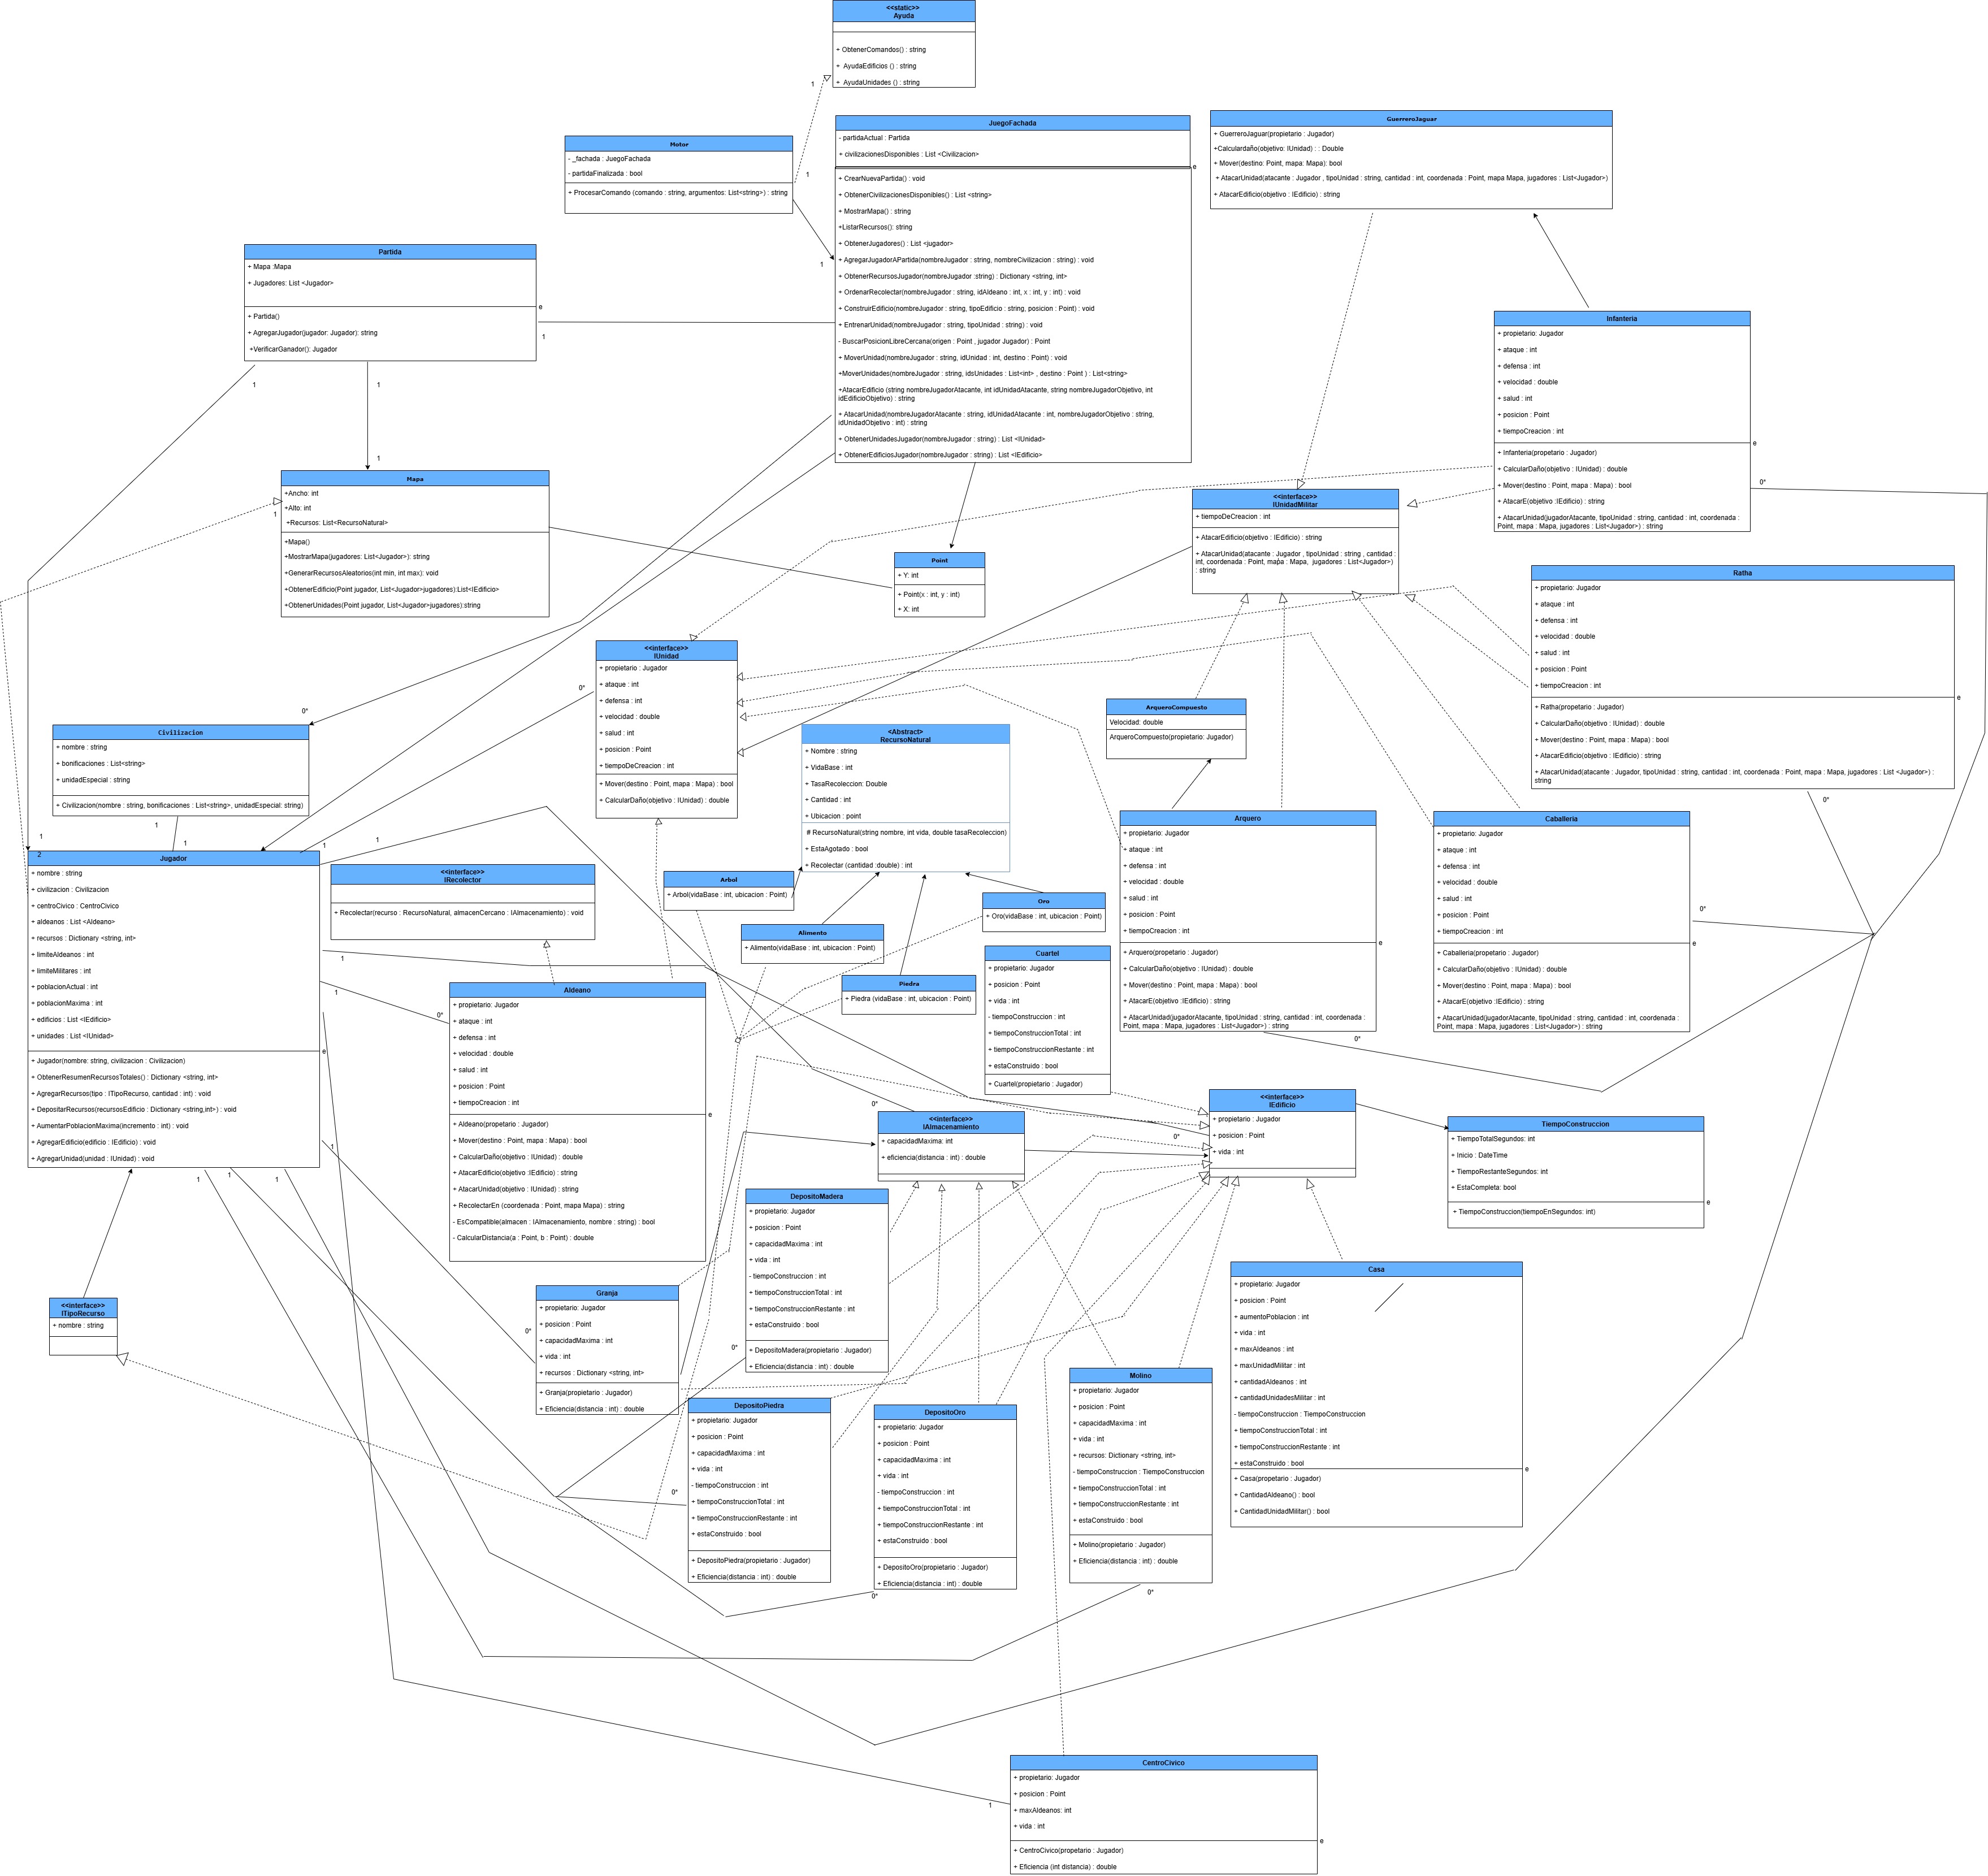 <<static>>
Ayuda
+ ObtenerComandos() : string
+  AyudaEdificios () : string
+  AyudaUnidades () : string
1
1
Motor
- _fachada : JuegoFachada
- partidaFinalizada : bool
+ ProcesarComando (comando : string, argumentos: List<string>) : string
1
JuegoFachada
- partidaActual : Partida
+ civilizacionesDisponibles : List <Civilizacion>
e
+ CrearNuevaPartida() : void
+ ObtenerCivilizacionesDisponibles() : List <string>
+ MostrarMapa() : string
+ListarRecursos(): string
+ ObtenerJugadores() : List <jugador>
+ AgregarJugadorAPartida(nombreJugador : string, nombreCivilizacion : string) : void
+ ObtenerRecursosJugador(nombreJugador :string) : Dictionary <string, int>
+ OrdenarRecolectar(nombreJugador : string, idAldeano : int, x : int, y : int) : void
+ ConstruirEdificio(nombreJugador : string, tipoEdificio : string, posicion : Point) : void
+ EntrenarUnidad(nombreJugador : string, tipoUnidad : string) : void
- BuscarPosicionLibreCercana(origen : Point , jugador Jugador) : Point
+ MoverUnidad(nombreJugador : string, idUnidad : int, destino : Point) : void
+MoverUnidades(nombreJugador : string, idsUnidades : List<int> , destino : Point ) : List<string>
+AtacarEdificio (string nombreJugadorAtacante, int idUnidadAtacante, string nombreJugadorObjetivo, int
idEdificioObjetivo) : string
+ AtacarUnidad(nombreJugadorAtacante : string, idUnidadAtacante : int, nombreJugadorObjetivo : string,
idUnidadObjetivo : int) : string
+ ObtenerUnidadesJugador(nombreJugador : string) : List <IUnidad>
+ ObtenerEdificiosJugador(nombreJugador : string) : List <IEdificio>
GuerreroJaguar
+ GuerreroJaguar(propietario : Jugador)
+Calculardaño(objetivo: IUnidad) : : Double
+ Mover(destino: Point, mapa: Mapa): bool
+ AtacarUnidad(atacante : Jugador , tipoUnidad : string, cantidad : int, coordenada : Point, mapa Mapa, jugadores : List<Jugador>)
+ AtacarEdificio(objetivo : IEdificio) : string
Partida
+ Mapa :Mapa
+ Jugadores: List <Jugador>
e
+ Partida()
+ AgregarJugador(jugador: Jugador): string
+VerificarGanador(): Jugador
1
1
1
1
Infanteria
+ propietario: Jugador
+ ataque : int
+ defensa : int
+ velocidad : double
+ salud : int
+ posicion : Point
+ tiempoCreacion : int
e
+ Infanteria(propetario : Jugador)
+ CalcularDaño(objetivo : IUnidad) : double
+ Mover(destino : Point, mapa : Mapa) : bool
+ AtacarE(objetivo :IEdificio) : string
+ AtacarUnidad(jugadorAtacante, tipoUnidad : string, cantidad : int, coordenada :
Point, mapa : Mapa, jugadores : List<Jugador>) : string
0*
Mapa
+Ancho: int
+Alto: int
+Recursos: List<RecursoNatural>
+Mapa()
+MostrarMapa(jugadores: List<Jugador>): string
+GenerarRecursosAleatorios(int min, int max): void
+ObtenerEdificio(Point jugador, List<Jugador>jugadores):List<IEdificio>
+ObtenerUnidades(Point jugador, List<Jugador>jugadores):string
1
<<interface>>
IUnidadMilitar
+ tiempoDeCreacion : int
+ AtacarEdificio(objetivo : IEdificio) : string
+ AtacarUnidad(atacante : Jugador , tipoUnidad : string , cantidad :
int, coordenada : Point, mapa : Mapa,  jugadores : List<Jugador>)
: string
Point
+ Y: int
+ Point(x : int, y : int)
+ X: int
Ratha
+ propietario: Jugador
+ ataque : int
+ defensa : int
+ velocidad : double
+ salud : int
+ posicion : Point
+ tiempoCreacion : int
e
+ Ratha(propetario : Jugador)
+ CalcularDaño(objetivo : IUnidad) : double
+ Mover(destino : Point, mapa : Mapa) : bool
+ AtacarEdificio(objetivo : IEdificio) : string
+ AtacarUnidad(atacante : Jugador, tipoUnidad : string, cantidad : int, coordenada : Point, mapa : Mapa, jugadores : List <Jugador>) :
string
0*
<<interface>>
IUnidad
+ propietario : Jugador
+ ataque : int
+ defensa : int
+ velocidad : double
+ salud : int
+ posicion : Point
+ tiempoDeCreacion : int
+ Mover(destino : Point, mapa : Mapa) : bool
+ CalcularDaño(objetivo : IUnidad) : double
0*
ArqueroCompuesto
Velocidad: double
ArqueroCompuesto(propietario: Jugador)
<Abstract>
RecursoNatural
+ Nombre : string
+ VidaBase : int
+ TasaRecoleccion: Double
+ Cantidad : int
+ Ubicacion : point
# RecursoNatural(string nombre, int vida, double tasaRecoleccion)
+ EstaAgotado : bool
+ Recolectar (cantidad :double) : int
0*
Civilizacion
+ nombre : string
+ bonificaciones : List<string>
+ unidadEspecial : string
+ Civilizacion(nombre : string, bonificaciones : List<string>, unidadEspecial: string)
1
1
1
2
1
1
Jugador
+ nombre : string
+ civilizacion : Civilizacion
+ centroCivico : CentroCivico
+ aldeanos : List <Aldeano>
+ recursos : Dictionary <string, int>
+ limiteAldeanos : int
+ limiteMilitares : int
+ poblacionActual : int
+ poblacionMaxima : int
+ edificios : List <IEdificio>
+ unidades : List <IUnidad>
e
+ Jugador(nombre: string, civilizacion : Civilizacion)
+ ObtenerResumenRecursosTotales() : Dictionary <string, int>
+ AgregarRecursos(tipo : ITipoRecurso, cantidad : int) : void
+ DepositarRecursos(recursosEdificio : Dictionary <string,int>) : void
+ AumentarPoblacionMaxima(incremento : int) : void
+ AgregarEdificio(edificio : IEdificio) : void
+ AgregarUnidad(unidad : IUnidad) : void
1
1
1
1
1
1
<<interface>>
IRecolector
+ Recolectar(recurso : RecursoNatural, almacenCercano : IAlmacenamiento) : void
Arbol
+ Arbol(vidaBase : int, ubicacion : Point)
Alimento
+ Alimento(vidaBase : int, ubicacion : Point)
Oro
+ Oro(vidaBase : int, ubicacion : Point)
Piedra
+ Piedra (vidaBase : int, ubicacion : Point)
Arquero
+ propietario: Jugador
+ ataque : int
+ defensa : int
+ velocidad : double
+ salud : int
+ posicion : Point
+ tiempoCreacion : int
e
+ Arquero(propetario : Jugador)
+ CalcularDaño(objetivo : IUnidad) : double
+ Mover(destino : Point, mapa : Mapa) : bool
+ AtacarE(objetivo :IEdificio) : string
+ AtacarUnidad(jugadorAtacante, tipoUnidad : string, cantidad : int, coordenada :
Point, mapa : Mapa, jugadores : List<Jugador>) : string
0*
Caballeria
+ propietario: Jugador
+ ataque : int
+ defensa : int
+ velocidad : double
+ salud : int
+ posicion : Point
+ tiempoCreacion : int
e
+ Caballeria(propetario : Jugador)
+ CalcularDaño(objetivo : IUnidad) : double
+ Mover(destino : Point, mapa : Mapa) : bool
+ AtacarE(objetivo :IEdificio) : string
+ AtacarUnidad(jugadorAtacante, tipoUnidad : string, cantidad : int, coordenada :
Point, mapa : Mapa, jugadores : List<Jugador>) : string
0*
Cuartel
+ propietario: Jugador
+ posicion : Point
+ vida : int
- tiempoConstruccion : int
+ tiempoConstruccionTotal : int
+ tiempoConstruccionRestante : int
+ estaConstruido : bool
+ Cuartel(propietario : Jugador)
0*
Aldeano
+ propietario: Jugador
+ ataque : int
+ defensa : int
+ velocidad : double
+ salud : int
+ posicion : Point
+ tiempoCreacion : int
e
+ Aldeano(propetario : Jugador)
+ Mover(destino : Point, mapa : Mapa) : bool
+ CalcularDaño(objetivo : IUnidad) : double
+ AtacarEdificio(objetivo :IEdificio) : string
+ AtacarUnidad(objetivo : IUnidad) : string
+ RecolectarEn (coordenada : Point, mapa Mapa) : string
- EsCompatible(almacen : IAlmacenamiento, nombre : string) : bool
- CalcularDistancia(a : Point, b : Point) : double
0*
<<interface>>
IAlmacenamiento
+ capacidadMaxima: int
+ eficiencia(distancia : int) : double
0*
<<interface>>
IEdificio
+ propietario : Jugador
+ posicion : Point
+ vida : int
TiempoConstruccion
+ TiempoTotalSegundos: int
+ Inicio : DateTime
+ TiempoRestanteSegundos: int
+ EstaCompleta: bool
e
+ TiempoConstruccion(tiempoEnSegundos: int)
<<interface>>
ITipoRecurso
+ nombre : string
Granja
+ propietario: Jugador
+ posicion : Point
+ capacidadMaxima : int
+ vida : int
+ recursos : Dictionary <string, int>
+ Granja(propietario : Jugador)
+ Eficiencia(distancia : int) : double
0*
DepositoMadera
+ propietario: Jugador
+ posicion : Point
+ capacidadMaxima : int
+ vida : int
- tiempoConstruccion : int
+ tiempoConstruccionTotal : int
+ tiempoConstruccionRestante : int
+ estaConstruido : bool
+ DepositoMadera(propietario : Jugador)
+ Eficiencia(distancia : int) : double
0*
DepositoPiedra
+ propietario: Jugador
+ posicion : Point
+ capacidadMaxima : int
+ vida : int
- tiempoConstruccion : int
+ tiempoConstruccionTotal : int
+ tiempoConstruccionRestante : int
+ estaConstruido : bool
+ DepositoPiedra(propietario : Jugador)
+ Eficiencia(distancia : int) : double
0*
DepositoOro
+ propietario: Jugador
+ posicion : Point
+ capacidadMaxima : int
+ vida : int
- tiempoConstruccion : int
+ tiempoConstruccionTotal : int
+ tiempoConstruccionRestante : int
+ estaConstruido : bool
+ DepositoOro(propietario : Jugador)
+ Eficiencia(distancia : int) : double
0*
Molino
+ propietario: Jugador
+ posicion : Point
+ capacidadMaxima : int
+ vida : int
+ recursos: Dictionary <string, int>
- tiempoConstruccion : TiempoConstruccion
+ tiempoConstruccionTotal : int
+ tiempoConstruccionRestante : int
+ estaConstruido : bool
+ Molino(propietario : Jugador)
+ Eficiencia(distancia : int) : double
0*
Casa
+ propietario: Jugador
+ posicion : Point
+ aumentoPoblacion : int
+ vida : int
+ maxAldeanos : int
+ maxUnidadMilitar : int
+ cantidadAldeanos : int
+ cantidadUnidadesMilitar : int
- tiempoConstruccion : TiempoConstruccion
+ tiempoConstruccionTotal : int
+ tiempoConstruccionRestante : int
+ estaConstruido : bool
e
+ Casa(propetario : Jugador)
+ CantidadAldeano() : bool
+ CantidadUnidadMilitar() : bool
CentroCivico
+ propietario: Jugador
+ posicion : Point
+ maxAldeanos: int
+ vida : int
e
+ CentroCivico(propetario : Jugador)
+ Eficiencia (int distancia) : double
1